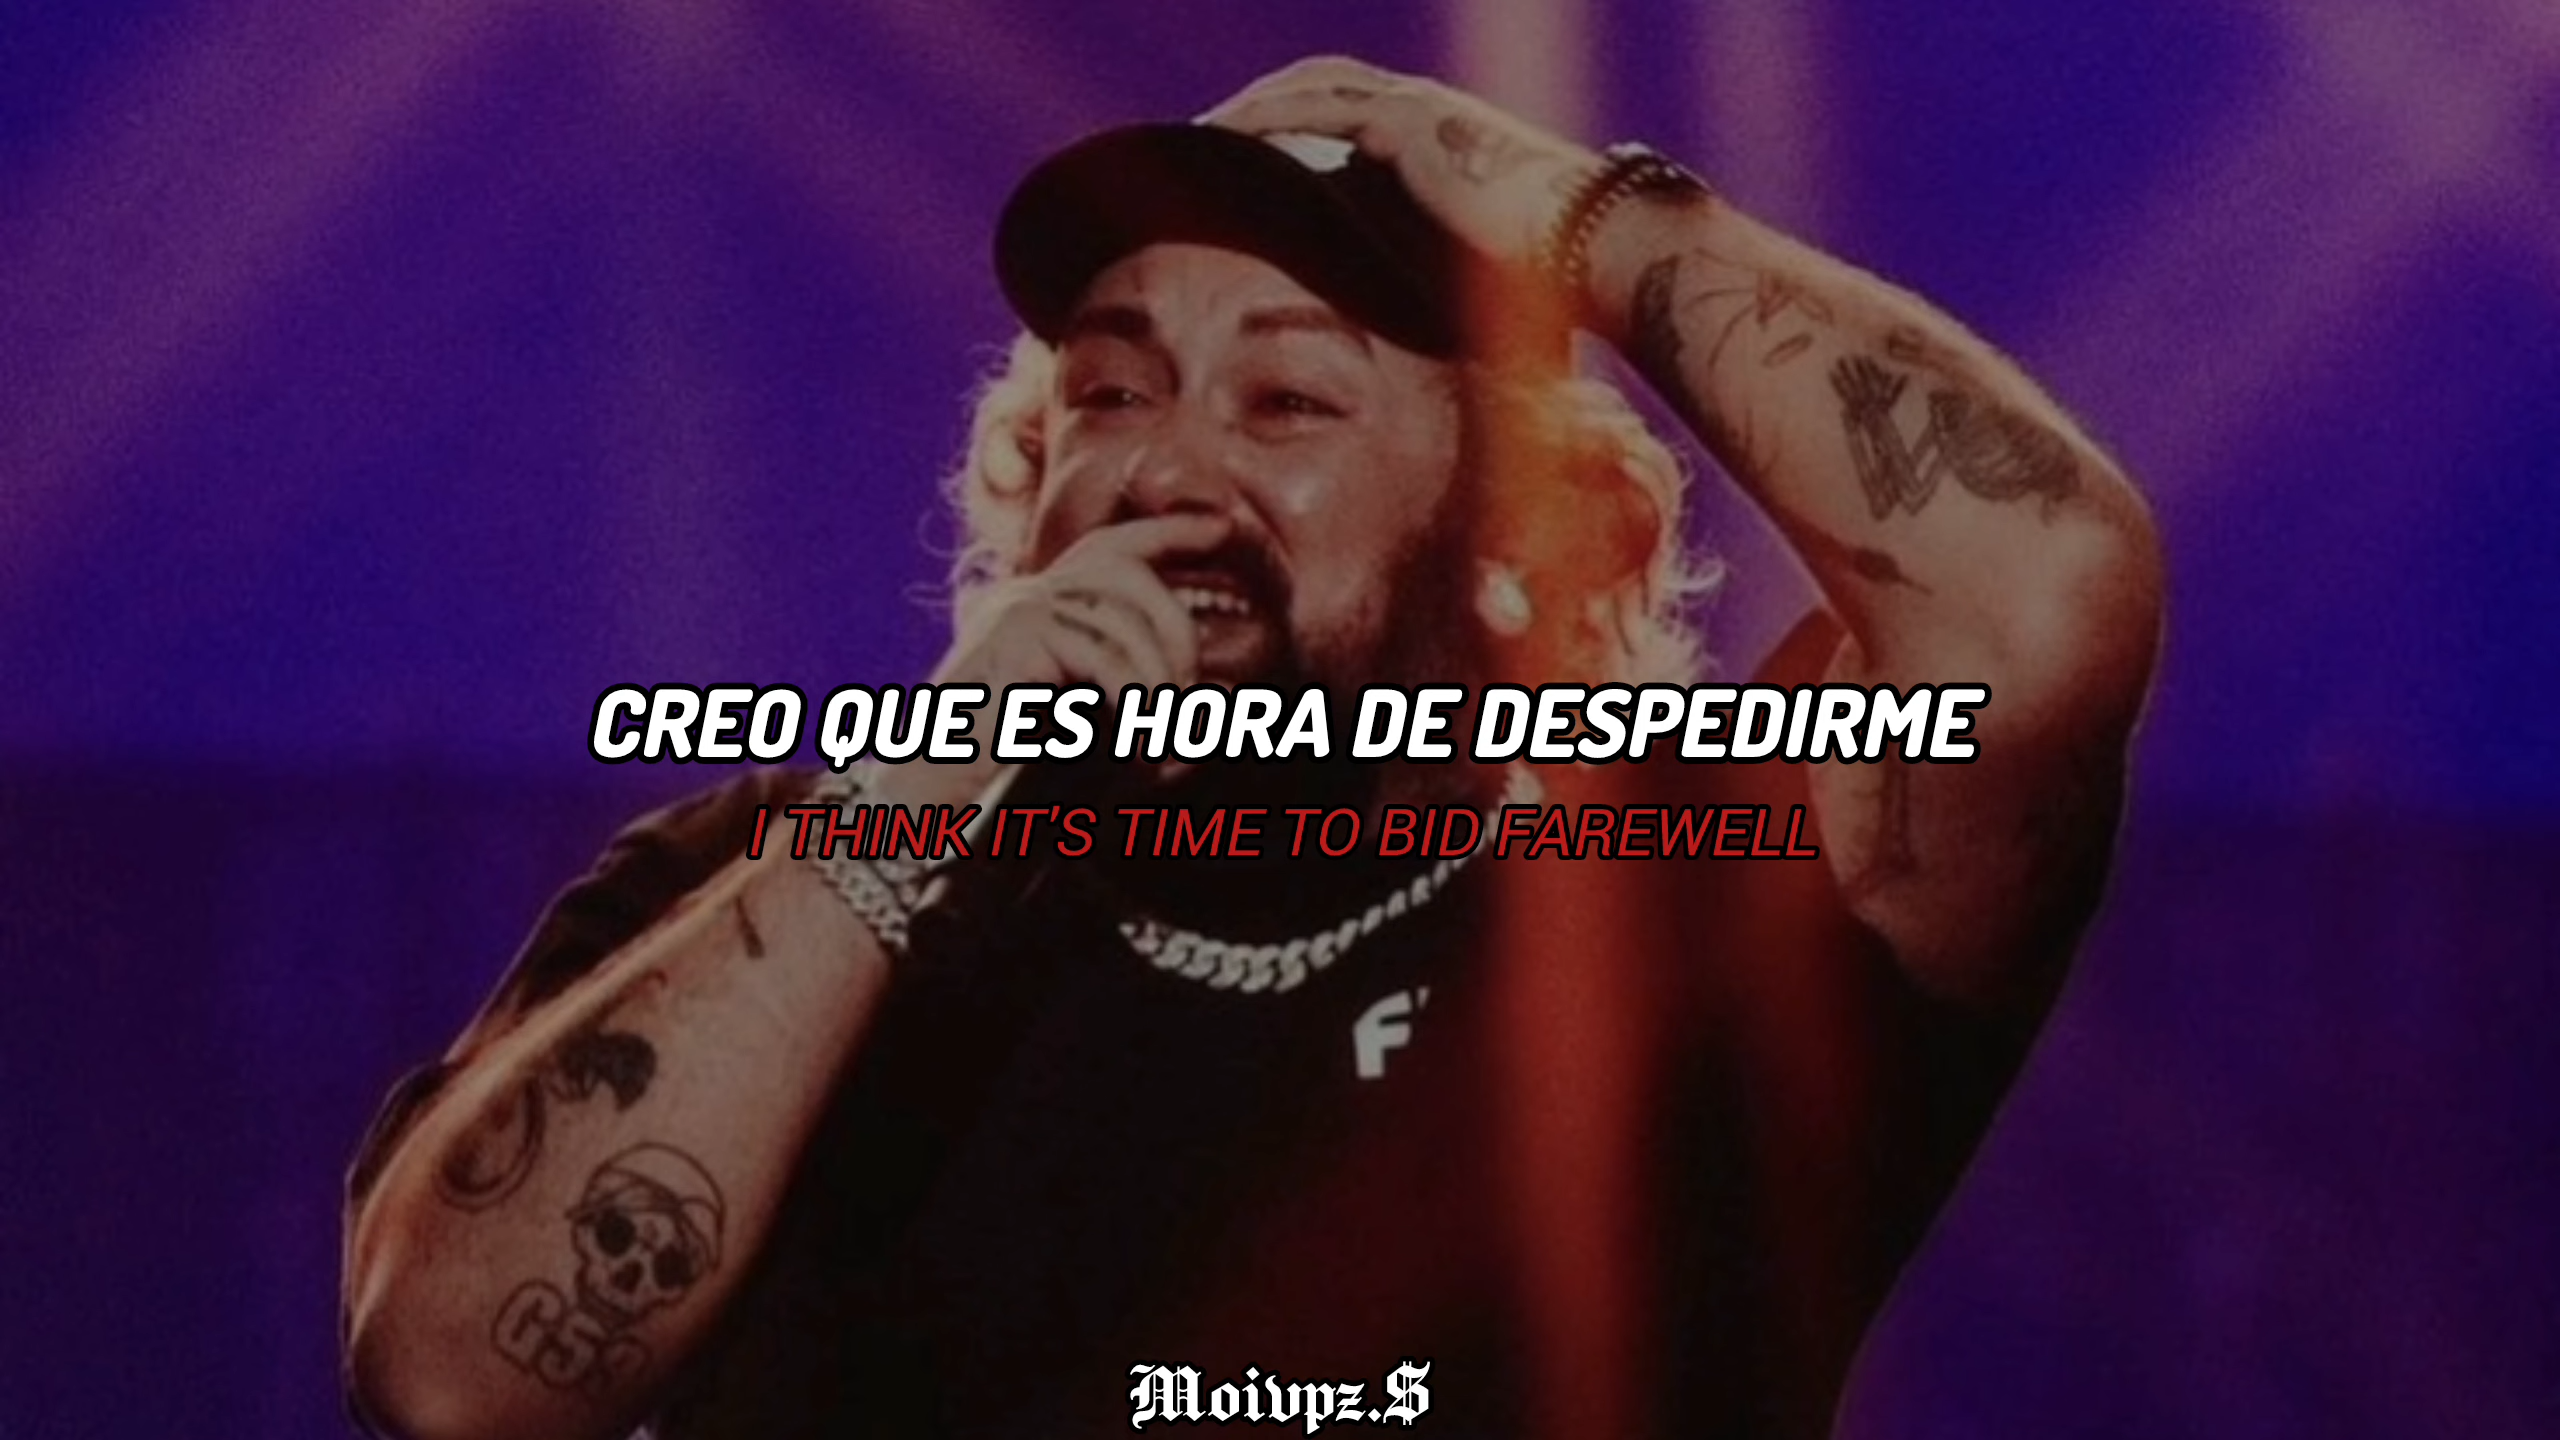 CREO QUE ES HORA DE DESPEDIRME
I THINK IT'S TIME TO BID FAREWELL
F
Moivpz.$